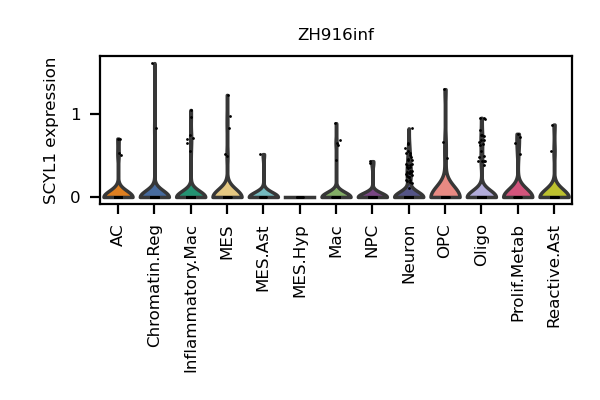 ZH916inf
SCYL1 expression
1
0
AC
Chromatin.Reg
Inflammatory.Mac
MES
MES.Ast
MES.Hyp
Mac
NPC
Neuron
OPC
Oligo
Prolif.Metab
Reactive.Ast